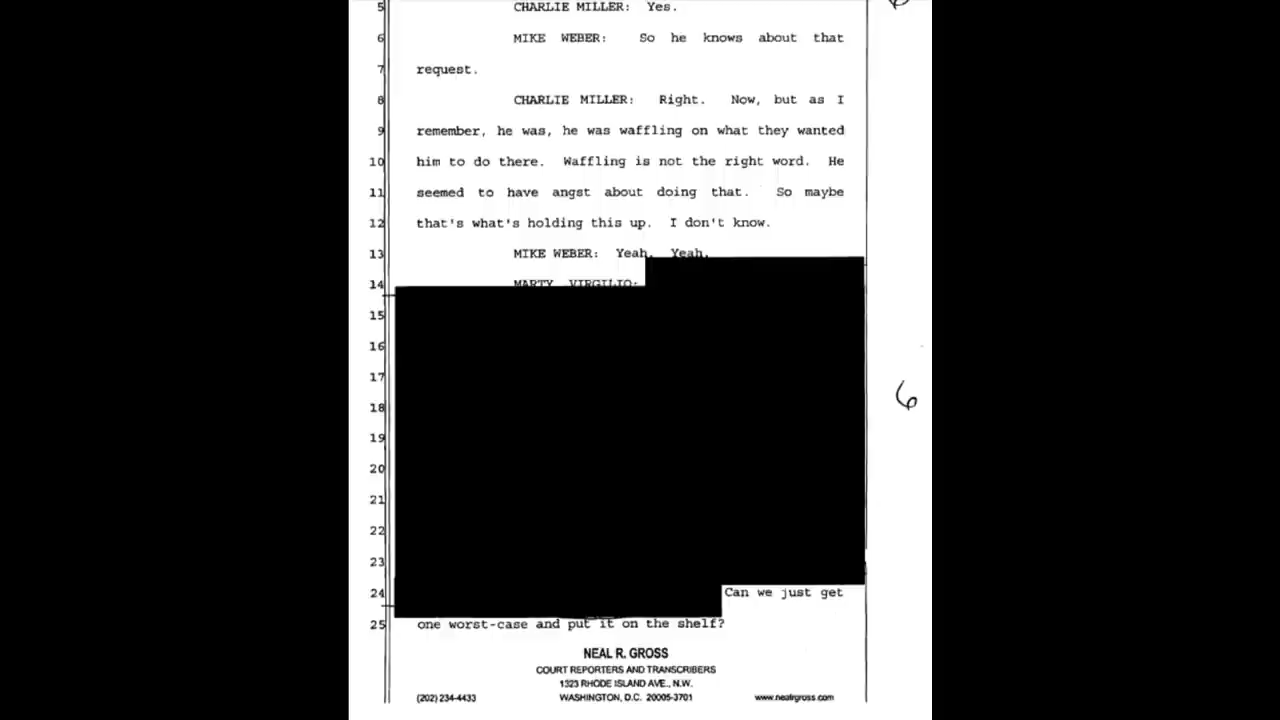 5 CHARLIE MILLER: Yes.
6 MIKE WEBER: So he knows about that
7 request.
8 CHARLIE MILLER: Right. Now, but as I
9 remember, he was, he was waffling on what they wanted
10 him to do there. Waffling is not the right word. He
11 seemed to have angst about doing that. So maybe
12 that's what's holding this up. I don't know.
13 MIKE WEBER: Yeah. Yeah.
14 MARTY VIRGILIO:
15
16
17
6
18
19
20
21
22
23
24 Can we just get
25 one worst-case and put it on the shelf?
NEAL R. GROSS
COURT REPORTERS AND TRANSCRIBERS
1323 RHODE ISLAND AVE., N.W.
(202) 234-4433 WASHINGTON, D.C. 20005-3701 www.nealrgross.com